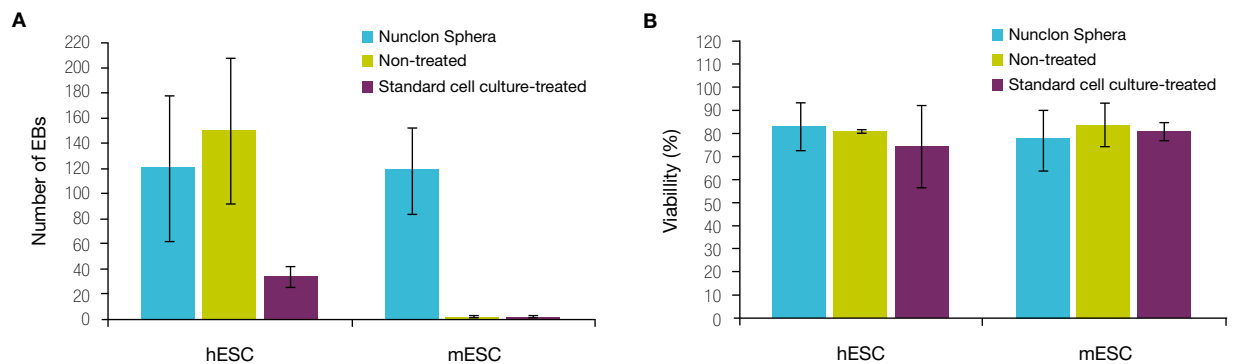 A
Number of EBs
220
200
180
160
140
120
100
80
60
40
20
0
Nunclon Sphera
Non-treated
Standard cell culture-treated
hESC
mESC
B
Viabillity (%)
120
110
100
90
80
70
60
50
40
30
20
10
0
Nunclon Sphera
Non-treated
Standard cell culture-treated
hESC
mESC